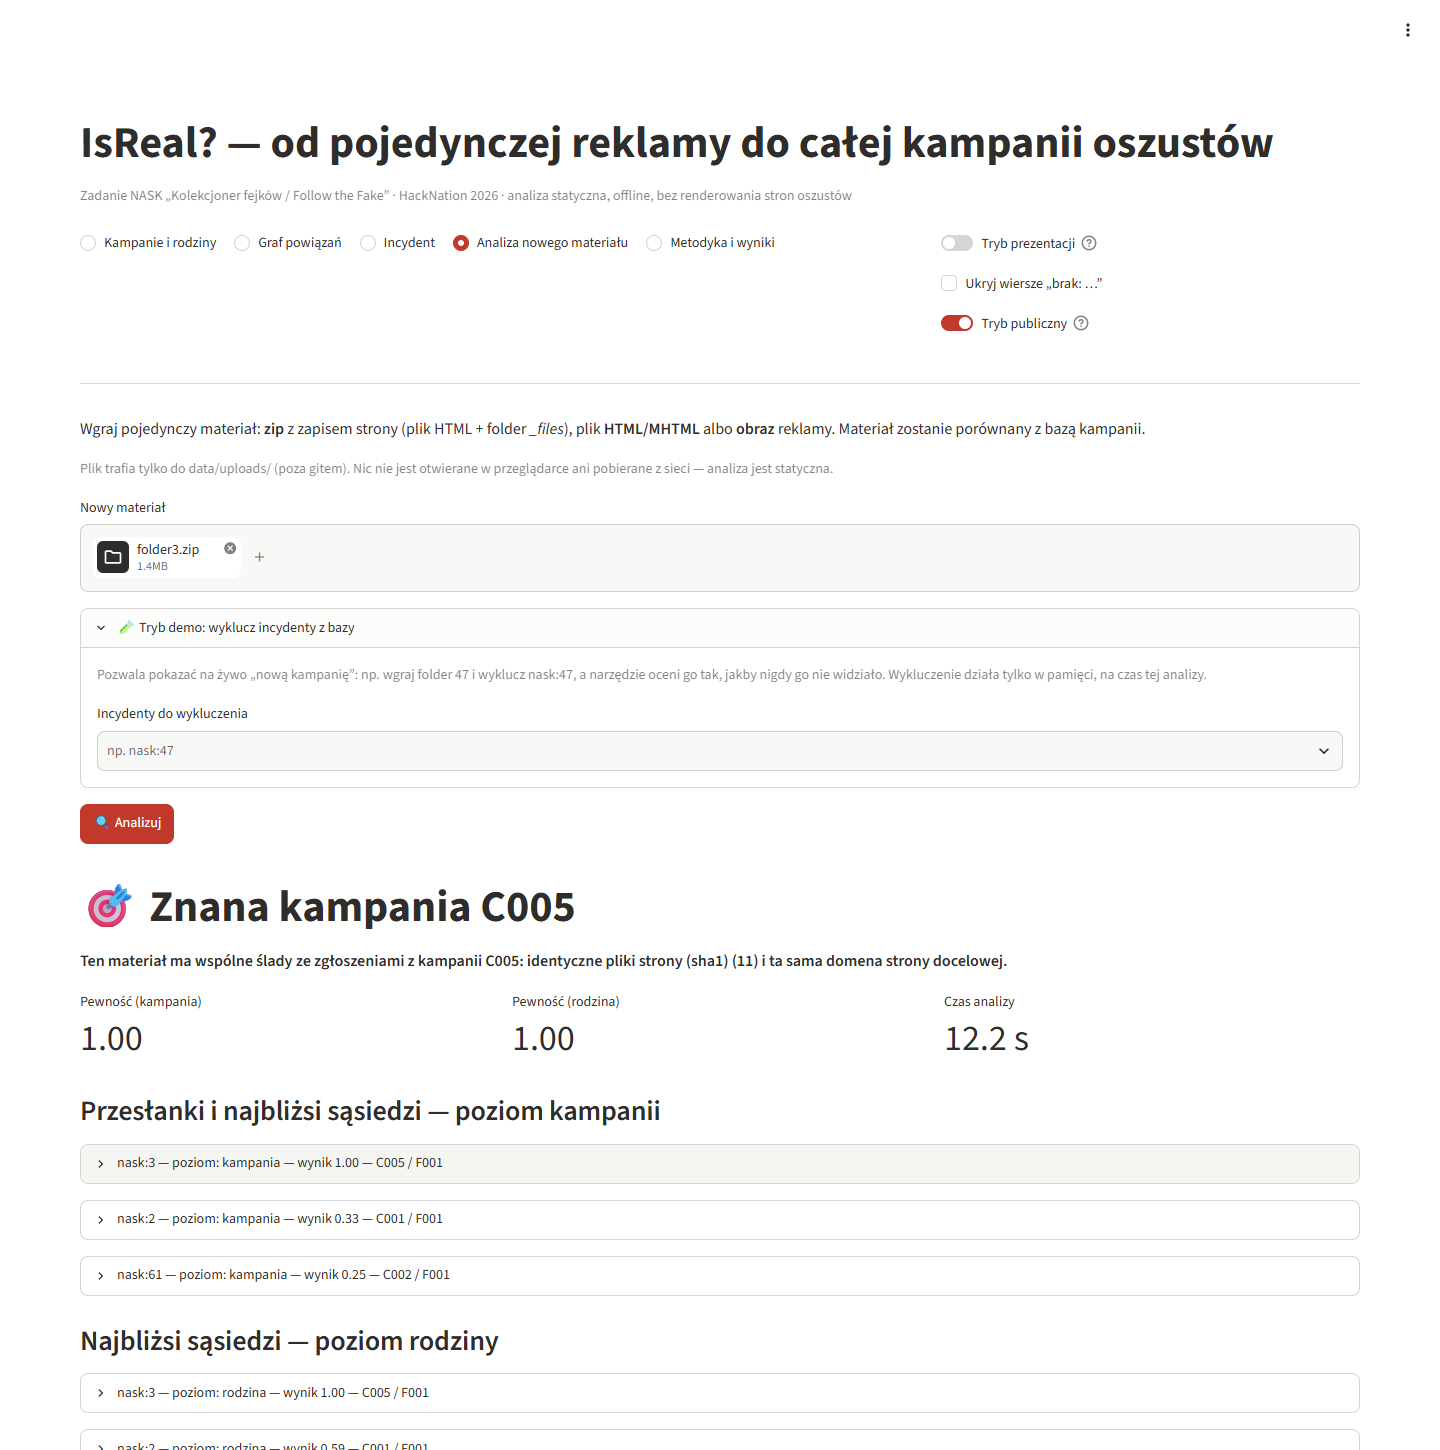 IsReal? — od pojedynczej reklamy do całej kampanii oszustów
Zadanie NASK „Kolekcjoner fejków / Follow the Fake” · HackNation 2026 · analiza statyczna, offline, bez renderowania stron oszustów
Kampanie i rodziny Graf powiązań Incydent Analiza nowego materiału Metodyka i wyniki
Tryb prezentacji
Ukryj wiersze „brak: …”
Tryb publiczny
Wgraj pojedynczy materiał: zip z zapisem strony (plik HTML + folder _files), plik HTML/MHTML albo obraz reklamy. Materiał zostanie porównany z bazą kampanii.
Plik trafia tylko do data/uploads/ (poza gitem). Nic nie jest otwierane w przeglądarce ani pobierane z sieci — analiza jest statyczna.
Nowy materiał
folder3.zip
1.4MB
Tryb demo: wyklucz incydenty z bazy
Pozwala pokazać na żywo „nową kampanię”: np. wgraj folder 47 i wyklucz nask:47, a narzędzie oceni go tak, jakby nigdy go nie widziało. Wykluczenie działa tylko w pamięci, na czas tej analizy.
Incydenty do wykluczenia
np. nask:47
Analizuj
Znana kampania C005
Ten materiał ma wspólne ślady ze zgłoszeniami z kampanii C005: identyczne pliki strony (sha1) (11) i ta sama domena strony docelowej.
Pewność (kampania) Pewność (rodzina) Czas analizy
1.00 1.00 12.2 s
Przesłanki i najbliżsi sąsiedzi — poziom kampanii
nask:3 — poziom: kampania — wynik 1.00 — C005 / F001
nask:2 — poziom: kampania — wynik 0.33 — C001 / F001
nask:61 — poziom: kampania — wynik 0.25 — C002 / F001
Najbliżsi sąsiedzi — poziom rodziny
nask:3 — poziom: rodzina — wynik 1.00 — C005 / F001
nask:2 — poziom: rodzina — wynik 0.59 — C001 / F001